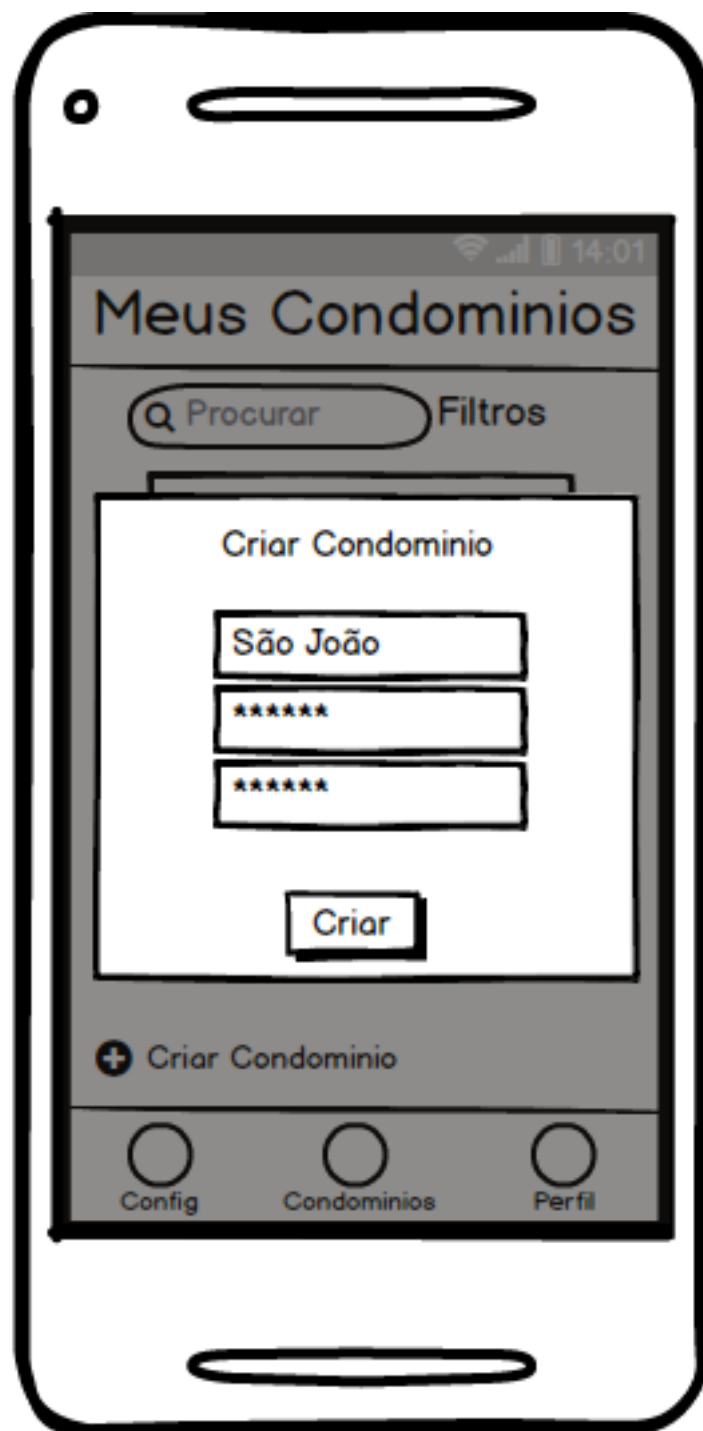 14:01
Meus Condominios
Procurar Filtros
Criar Condominio
São João
******
******
Criar
Criar Condominio
Config Condominios Perfil